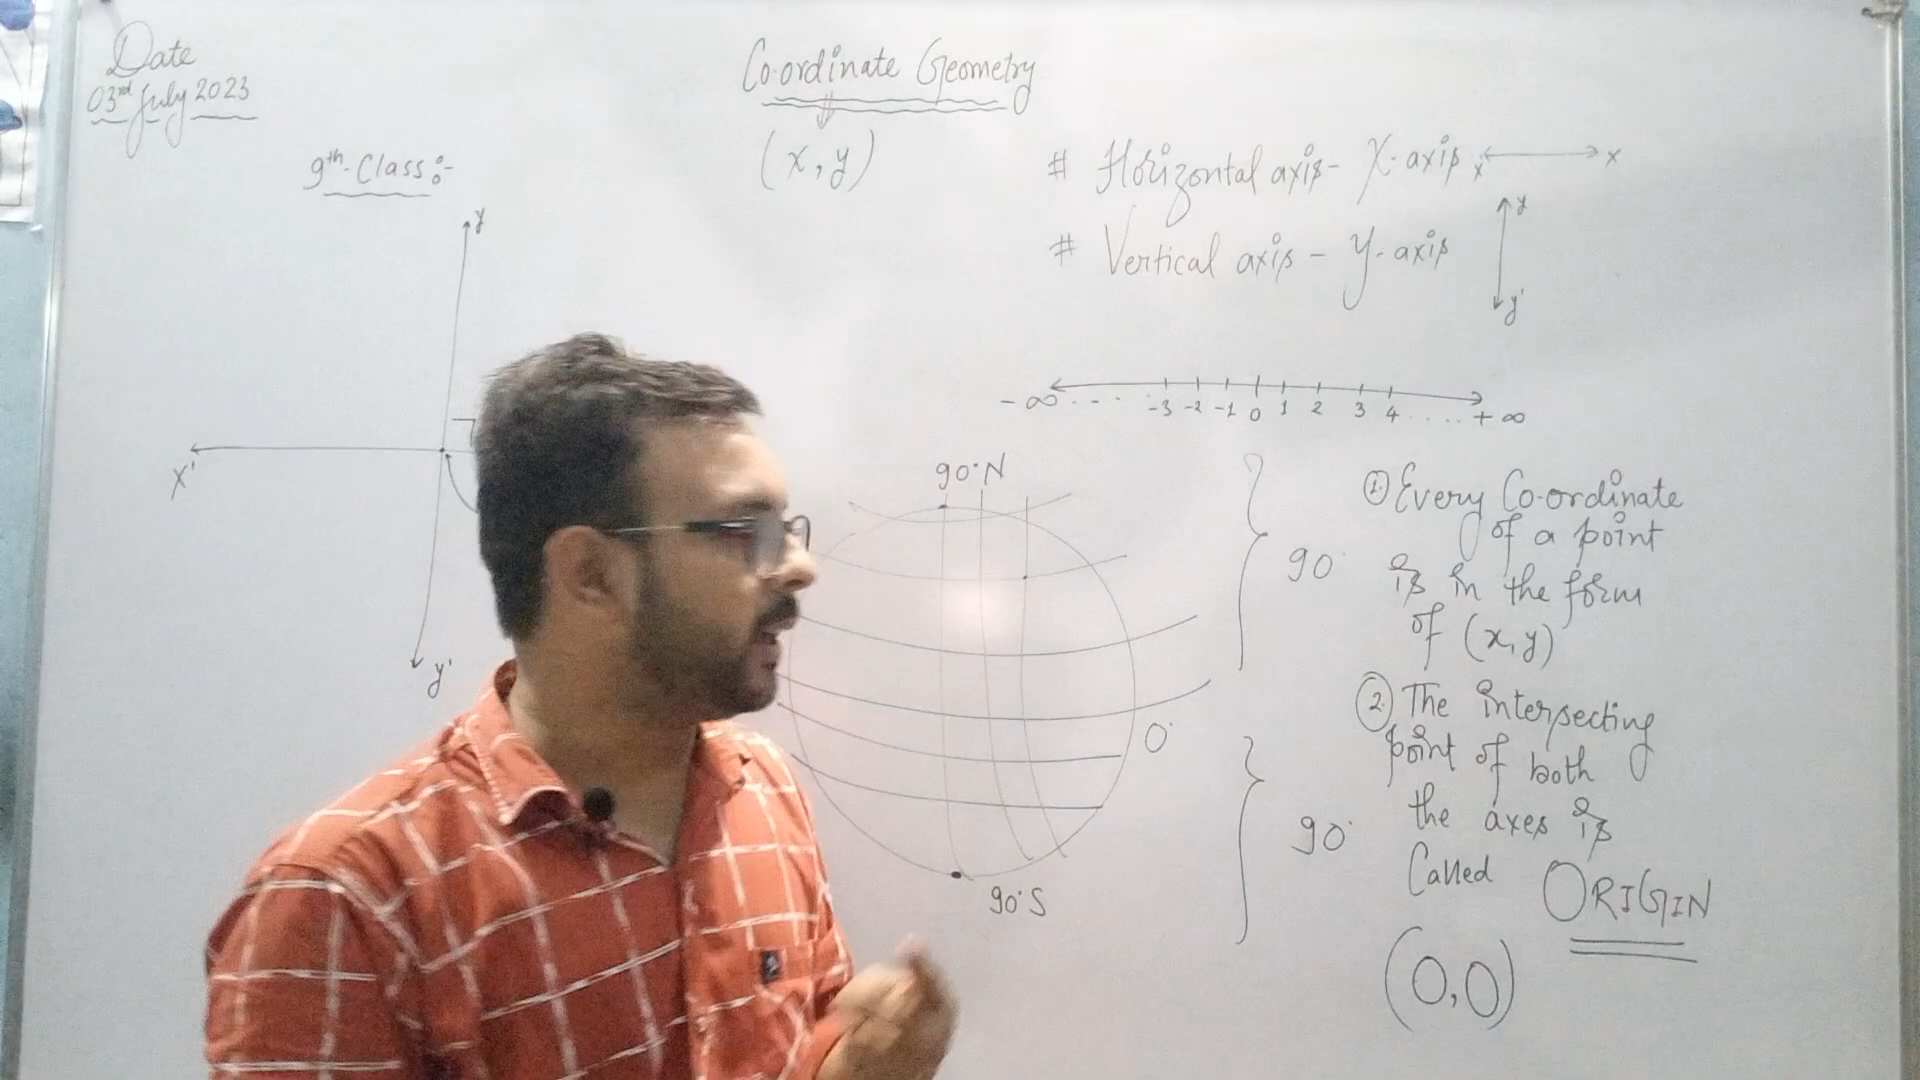 Date
03rd July 2023
Co-ordinate Geometry
(x, y)
9th Class :-
# Horizontal axis - X-axis
x' x
# Vertical axis - Y-axis
y
y'
y
X'
y'
-∞ . . . . -3 -2 -1 0 1 2 3 4 . . . . . +∞
90°N
90°
0°
90°
90°S
① Every Co-ordinate
of a point
is in the form
of (x, y)
② The intersecting
point of both
the axes is
Called ORIGIN
(0,0)